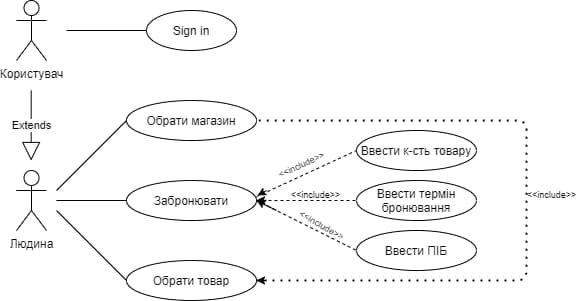 Sign in
Користувач
Extends
Обрати магазин
<<include>>
Ввести к-сть товару
Забронювати
<<include>>
Ввести термін
бронювання
<<include>>
<<include>>
Ввести ПІБ
Людина
Обрати товар